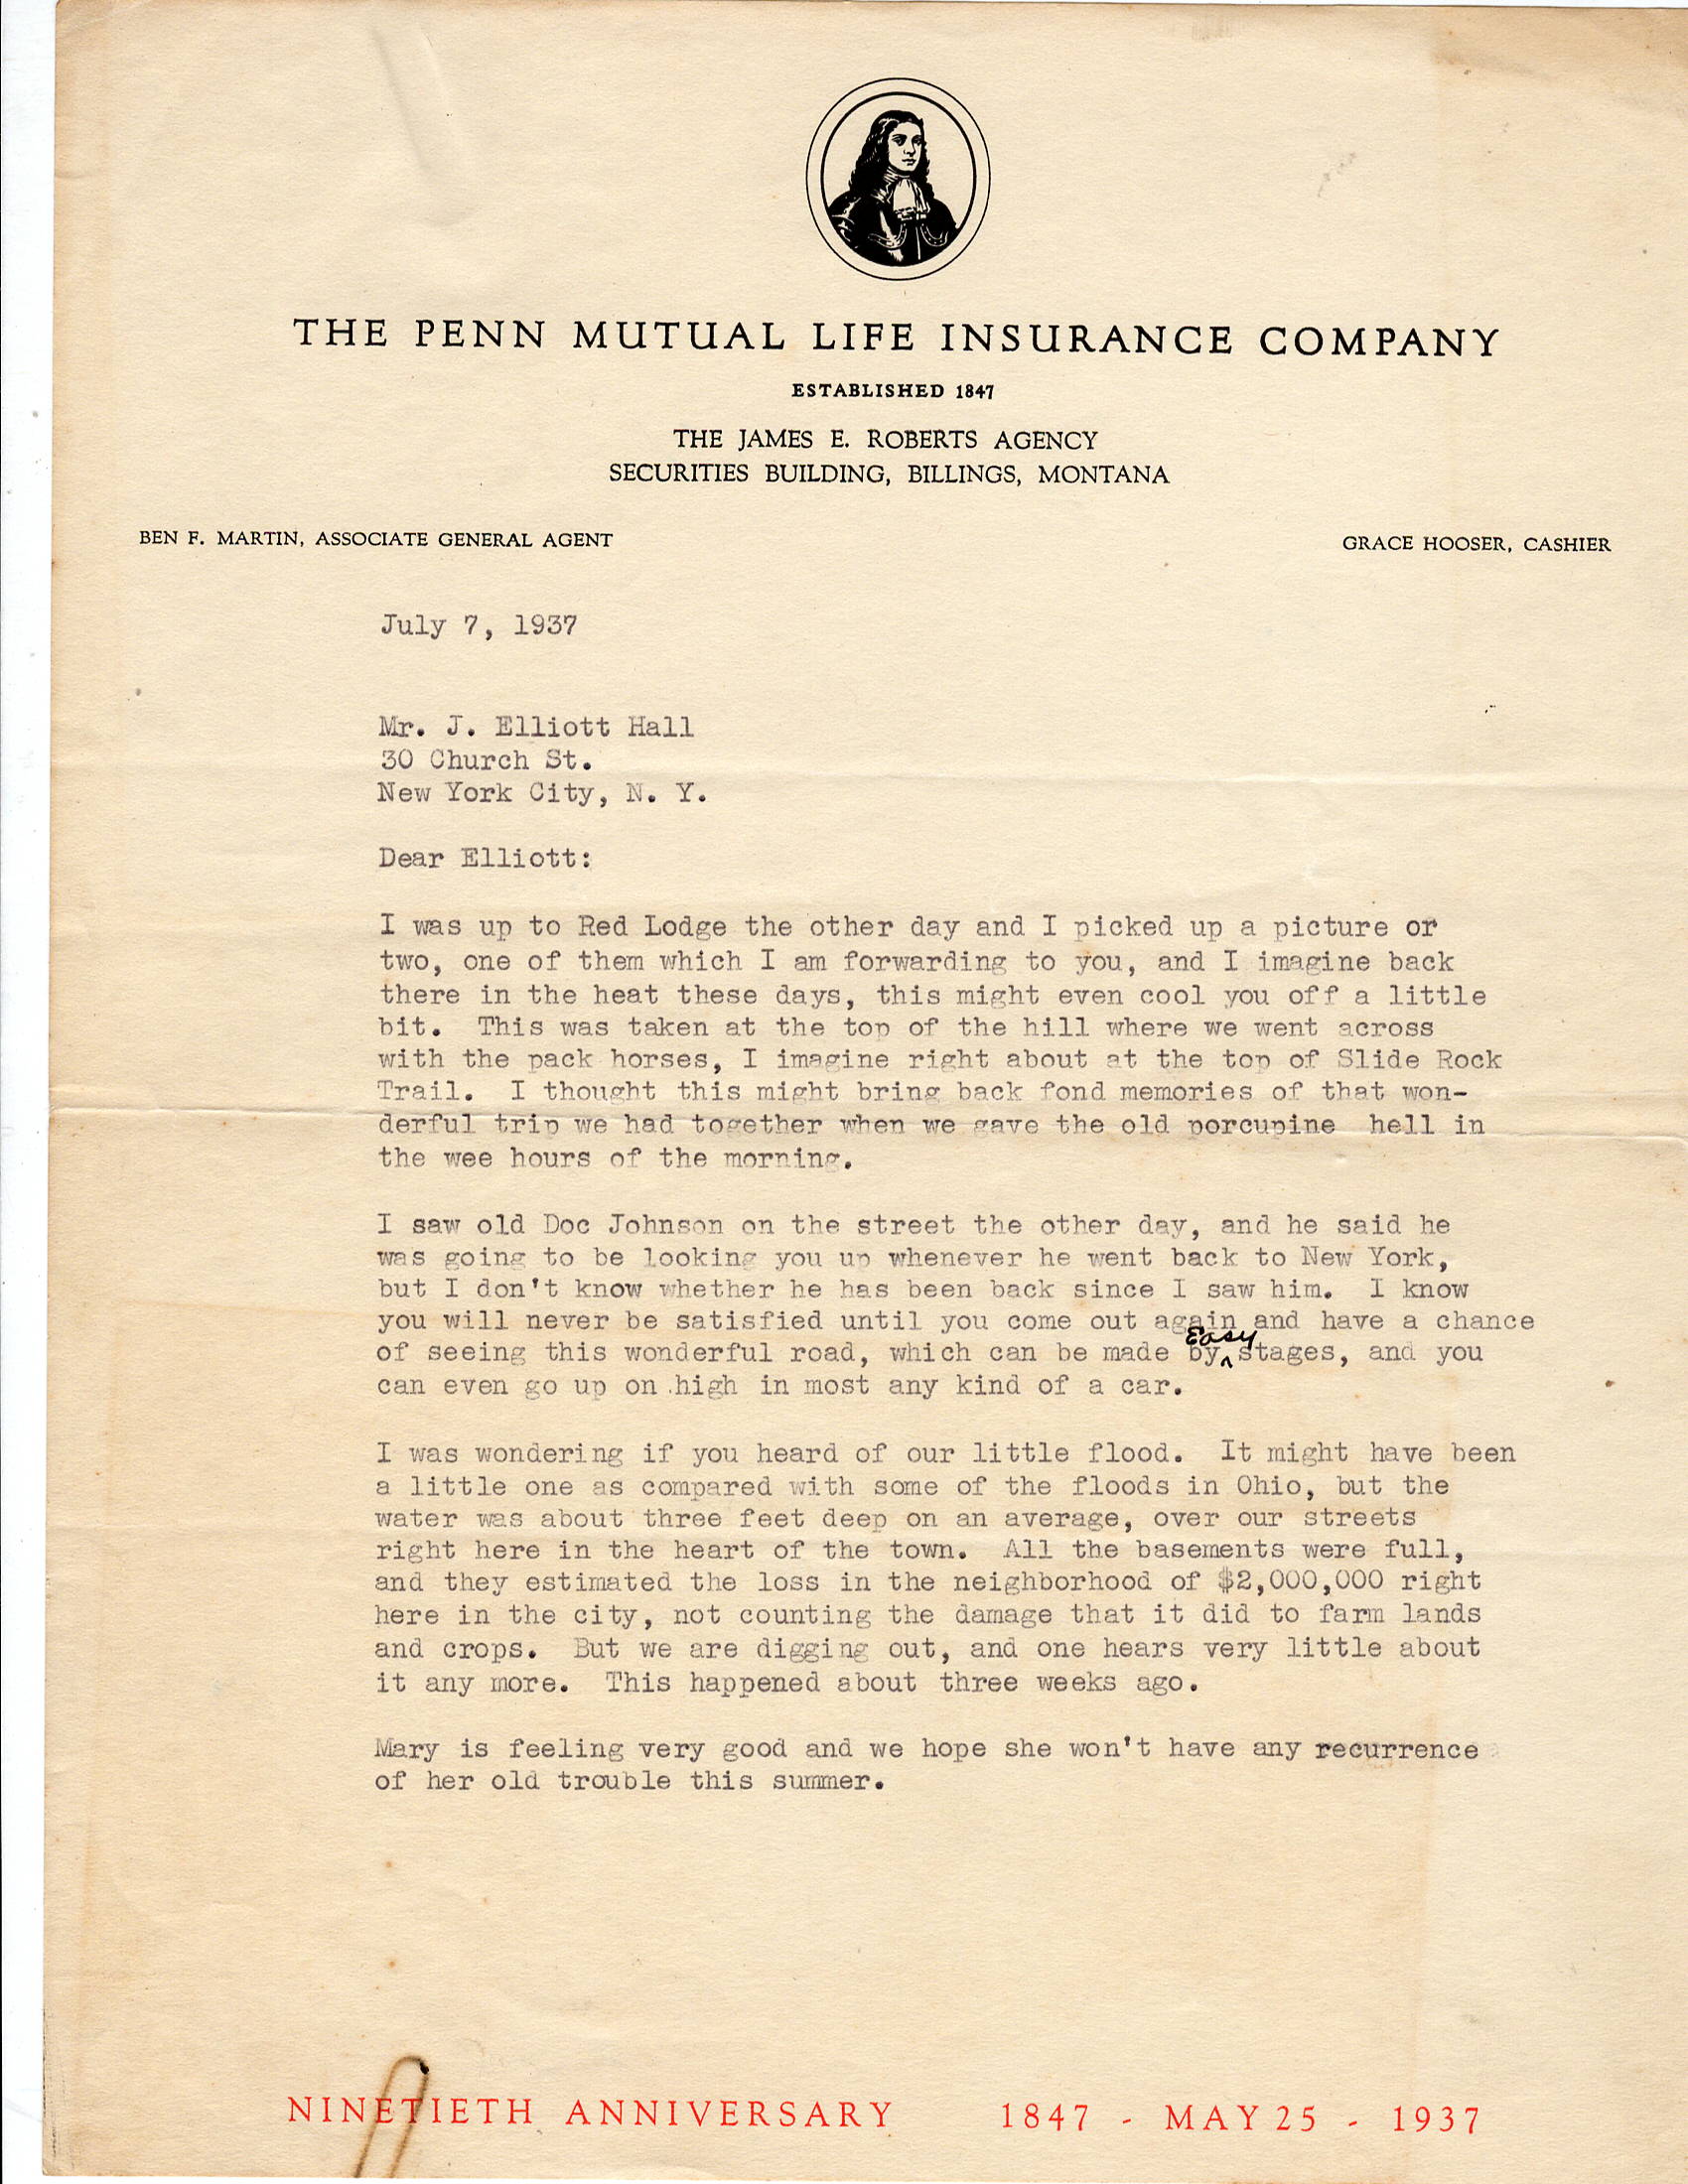 THE PENN MUTUAL LIFE INSURANCE COMPANY
ESTABLISHED 1847
THE JAMES E. ROBERTS AGENCY
SECURITIES BUILDING, BILLINGS, MONTANA
BEN F. MARTIN, ASSOCIATE GENERAL AGENT
GRACE HOOSER, CASHIER
July 7, 1937
Mr. J. Elliott Hall
30 Church St.
New York City, N. Y.
Dear Elliott:
I was up to Red Lodge the other day and I picked up a picture or
two, one of them which I am forwarding to you, and I imagine back
there in the heat these days, this might even cool you off a little
bit. This was taken at the top of the hill where we went across
with the pack horses, I imagine right about at the top of Slide Rock
Trail. I thought this might bring back fond memories of that won-
derful trip we had together when we gave the old porcupine hell in
the wee hours of the morning.
I saw old Doc Johnson on the street the other day, and he said he
was going to be looking you up whenever he went back to New York,
but I don't know whether he has been back since I saw him. I know
you will never be satisfied until you come out again and have a chance
of seeing this wonderful road, which can be made by Easy stages, and you
can even go up on high in most any kind of a car.
I was wondering if you heard of our little flood. It might have been
a little one as compared with some of the floods in Ohio, but the
water was about three feet deep on an average, over our streets
right here in the heart of the town. All the basements were full,
and they estimated the loss in the neighborhood of $2,000,000 right
here in the city, not counting the damage that it did to farm lands
and crops. But we are digging out, and one hears very little about
it any more. This happened about three weeks ago.
Mary is feeling very good and we hope she won't have any recurrence
of her old trouble this summer.
NINETIETH ANNIVERSARY 1847 - MAY 25 - 1937